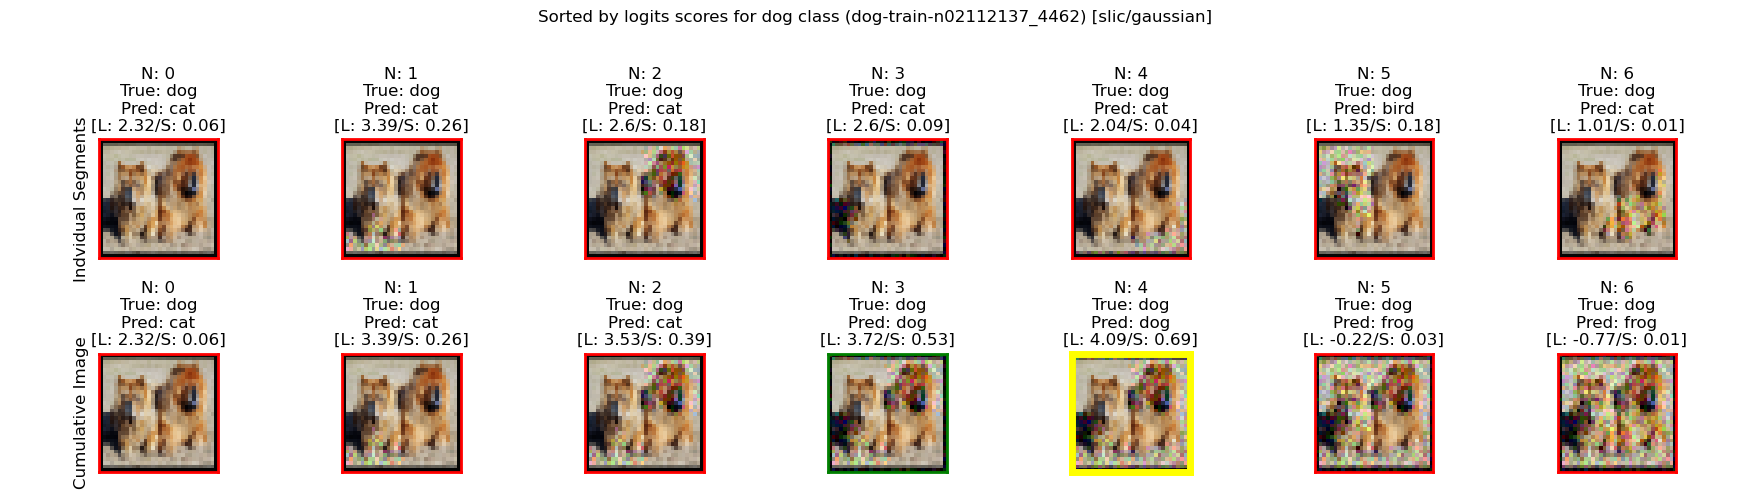 Sorted by logits scores for dog class (dog-train-n02112137_4462) [slic/gaussian]
Indvidual Segments
N: 0
True: dog
Pred: cat
[L: 2.32/S: 0.06]
N: 1
True: dog
Pred: cat
[L: 3.39/S: 0.26]
N: 2
True: dog
Pred: cat
[L: 2.6/S: 0.18]
N: 3
True: dog
Pred: cat
[L: 2.6/S: 0.09]
N: 4
True: dog
Pred: cat
[L: 2.04/S: 0.04]
N: 5
True: dog
Pred: bird
[L: 1.35/S: 0.18]
N: 6
True: dog
Pred: cat
[L: 1.01/S: 0.01]
Cumulative Image
N: 0
True: dog
Pred: cat
[L: 2.32/S: 0.06]
N: 1
True: dog
Pred: cat
[L: 3.39/S: 0.26]
N: 2
True: dog
Pred: cat
[L: 3.53/S: 0.39]
N: 3
True: dog
Pred: dog
[L: 3.72/S: 0.53]
N: 4
True: dog
Pred: dog
[L: 4.09/S: 0.69]
N: 5
True: dog
Pred: frog
[L: -0.22/S: 0.03]
N: 6
True: dog
Pred: frog
[L: -0.77/S: 0.01]